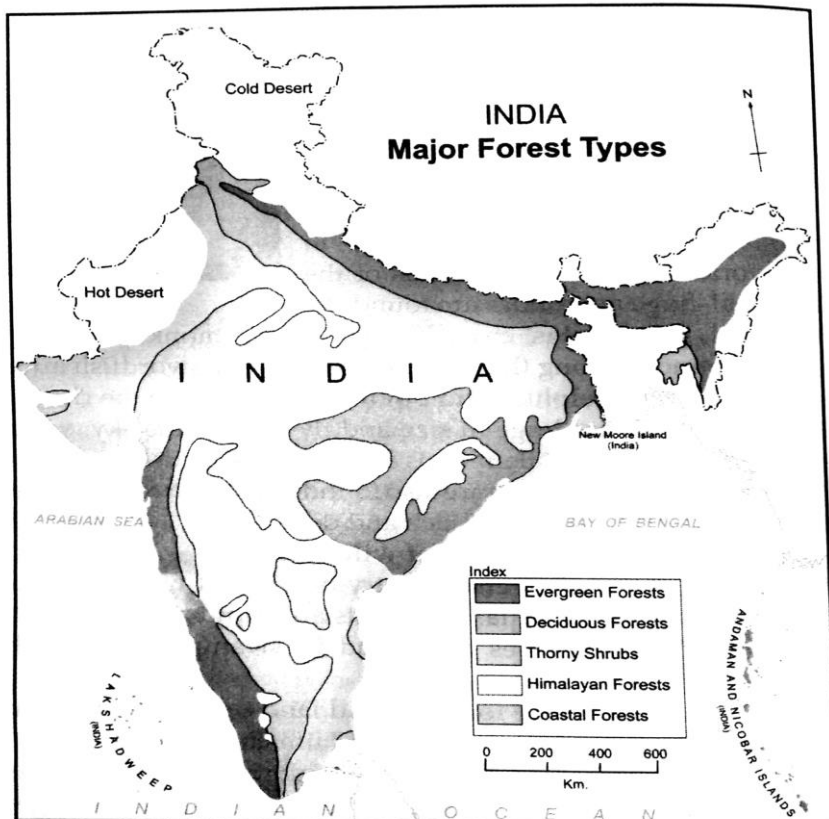 Cold Desert
N
INDIA
Major Forest Types
Hot Desert
I N D I A
New Moore Island
(India)
ARABIAN SEA
BAY OF BENGAL
Index
Evergreen Forests
Deciduous Forests
Thorny Shrubs
Himalayan Forests
Coastal Forests
0 200 400 600
Km.
LAKSHADWEEP
(INDIA)
ANDAMAN AND NICOBAR ISLANDS
(INDIA)
I N D I A N O C E A N